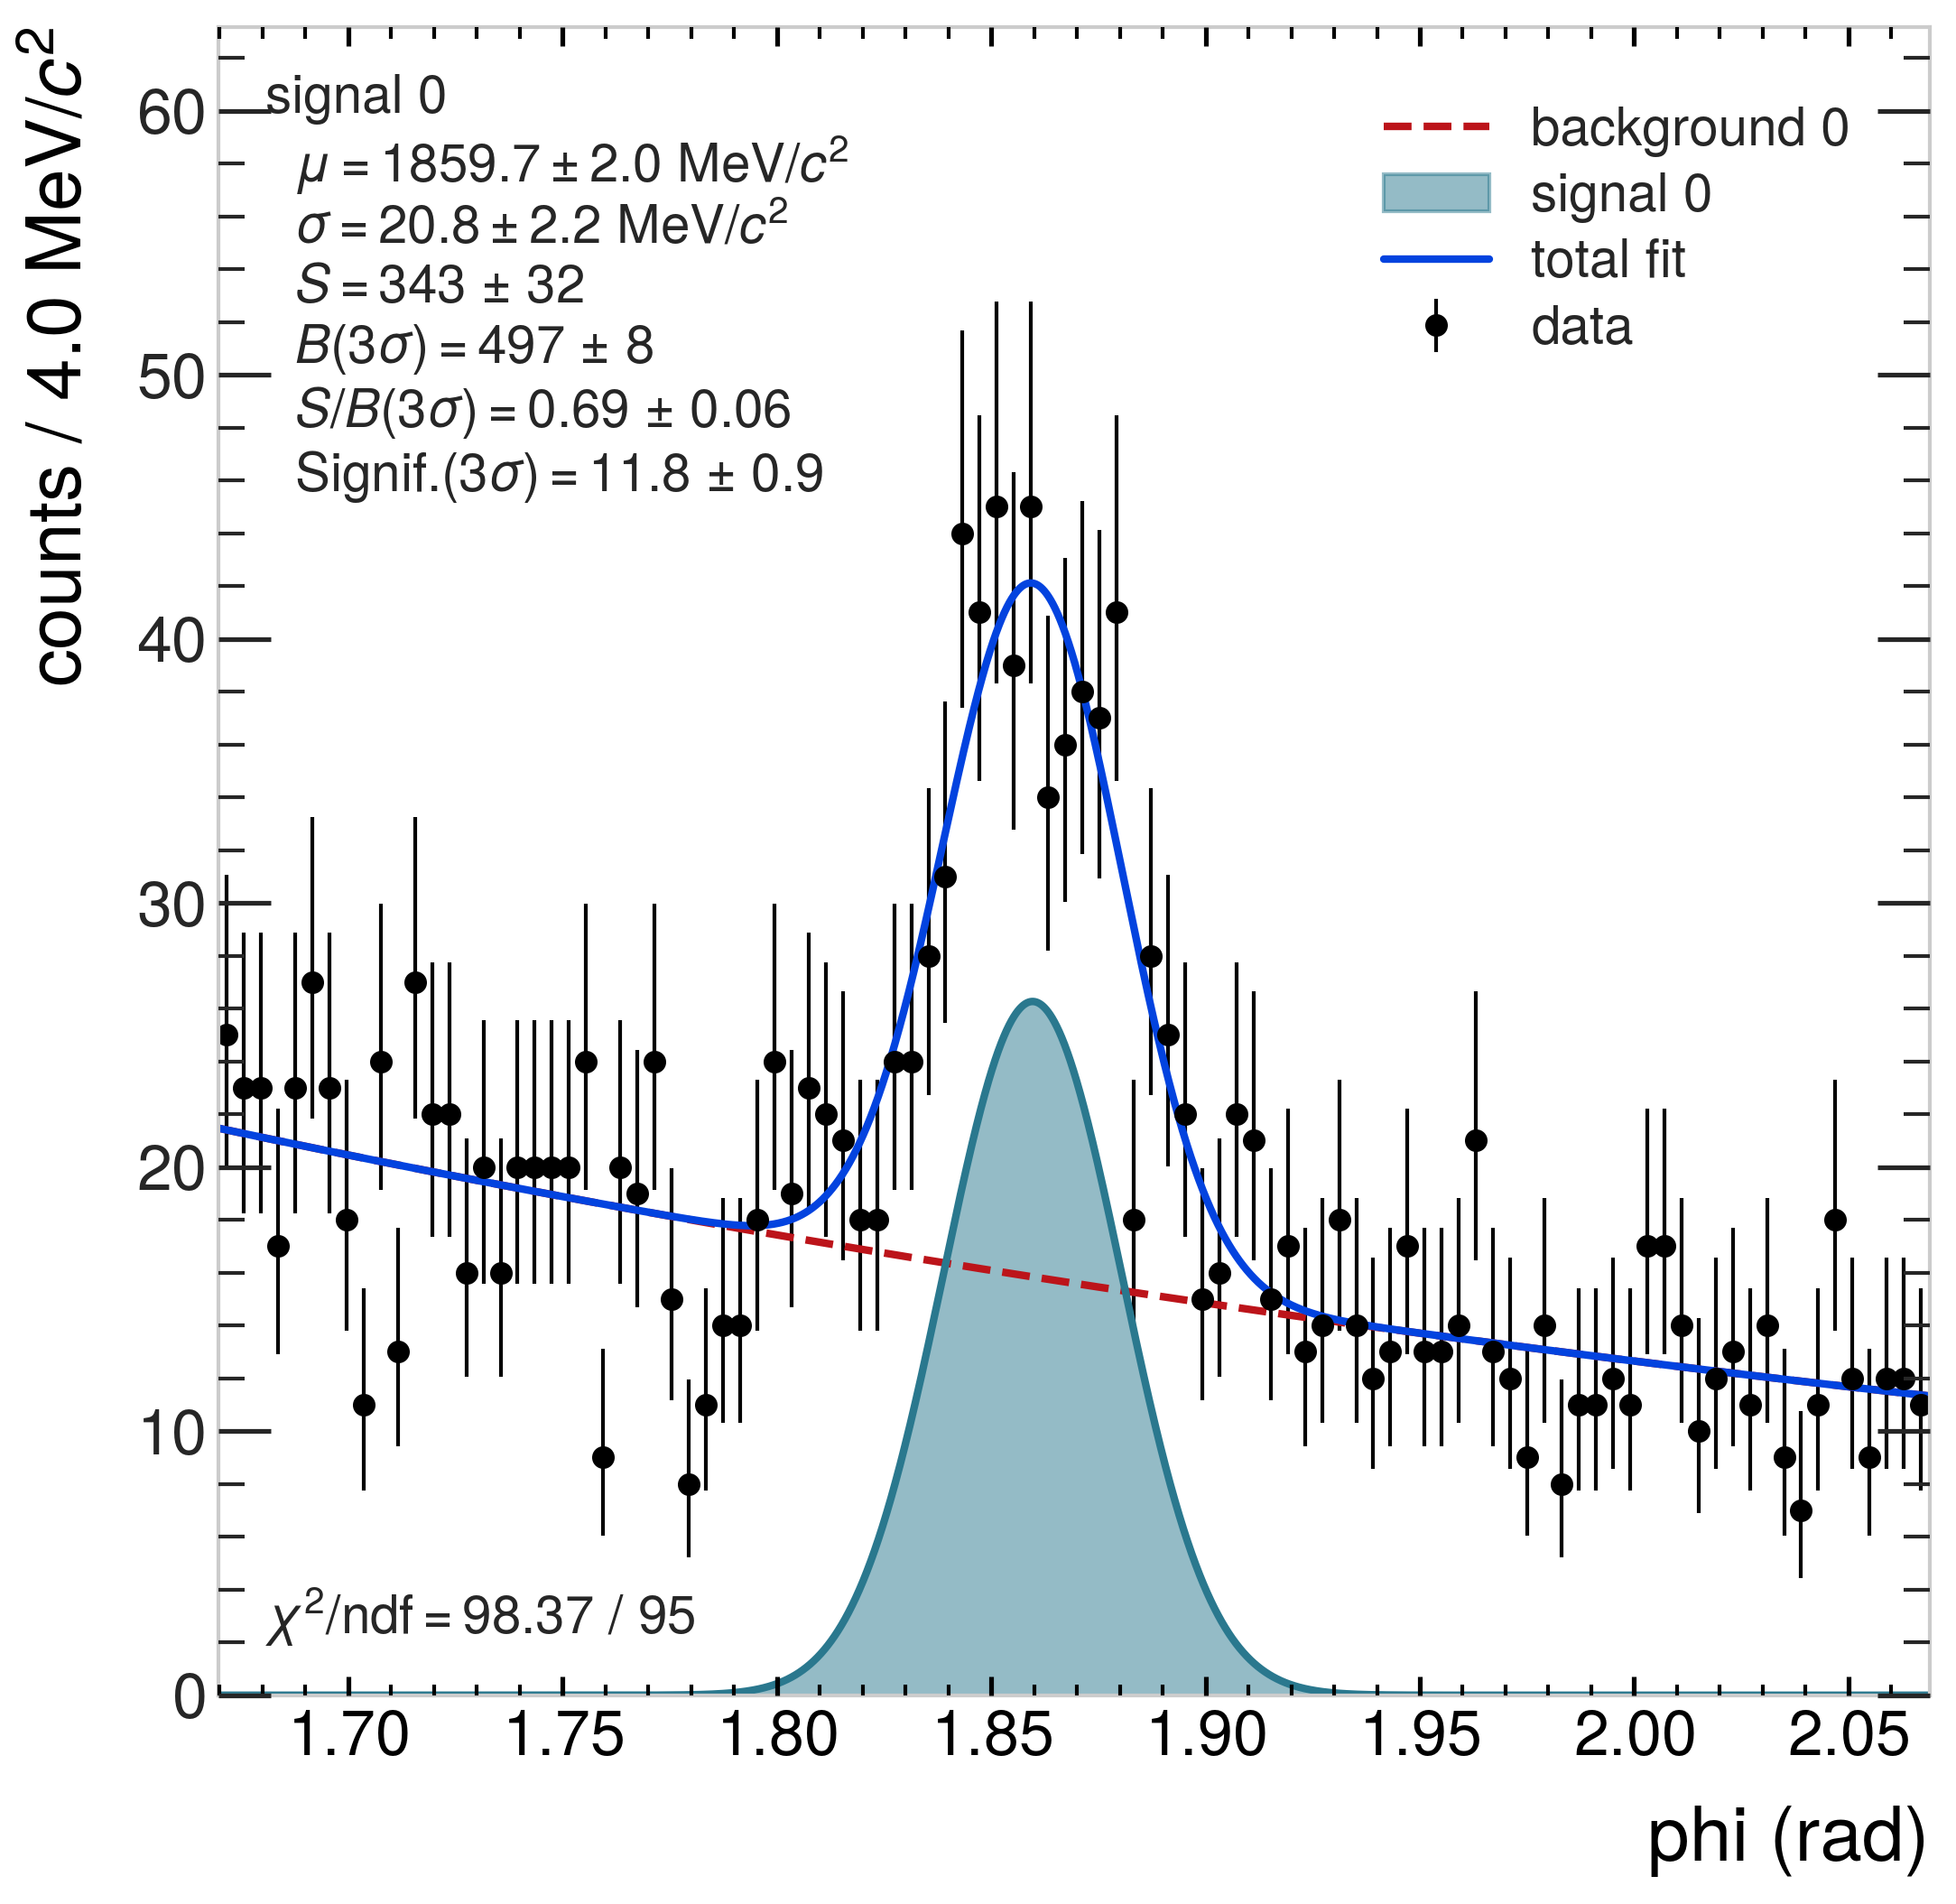 counts / 4.0 MeV/c²
signal 0
μ = 1859.7 ± 2.0 MeV/c²
σ = 20.8 ± 2.2 MeV/c²
S = 343 ± 32
B(3σ) = 497 ± 8
S/B(3σ) = 0.69 ± 0.06
Signif.(3σ) = 11.8 ± 0.9
background 0
signal 0
total fit
data
60
50
40
30
20
10
0
χ²/ndf = 98.37 / 95
1.70 1.75 1.80 1.85 1.90 1.95 2.00 2.05
phi (rad)